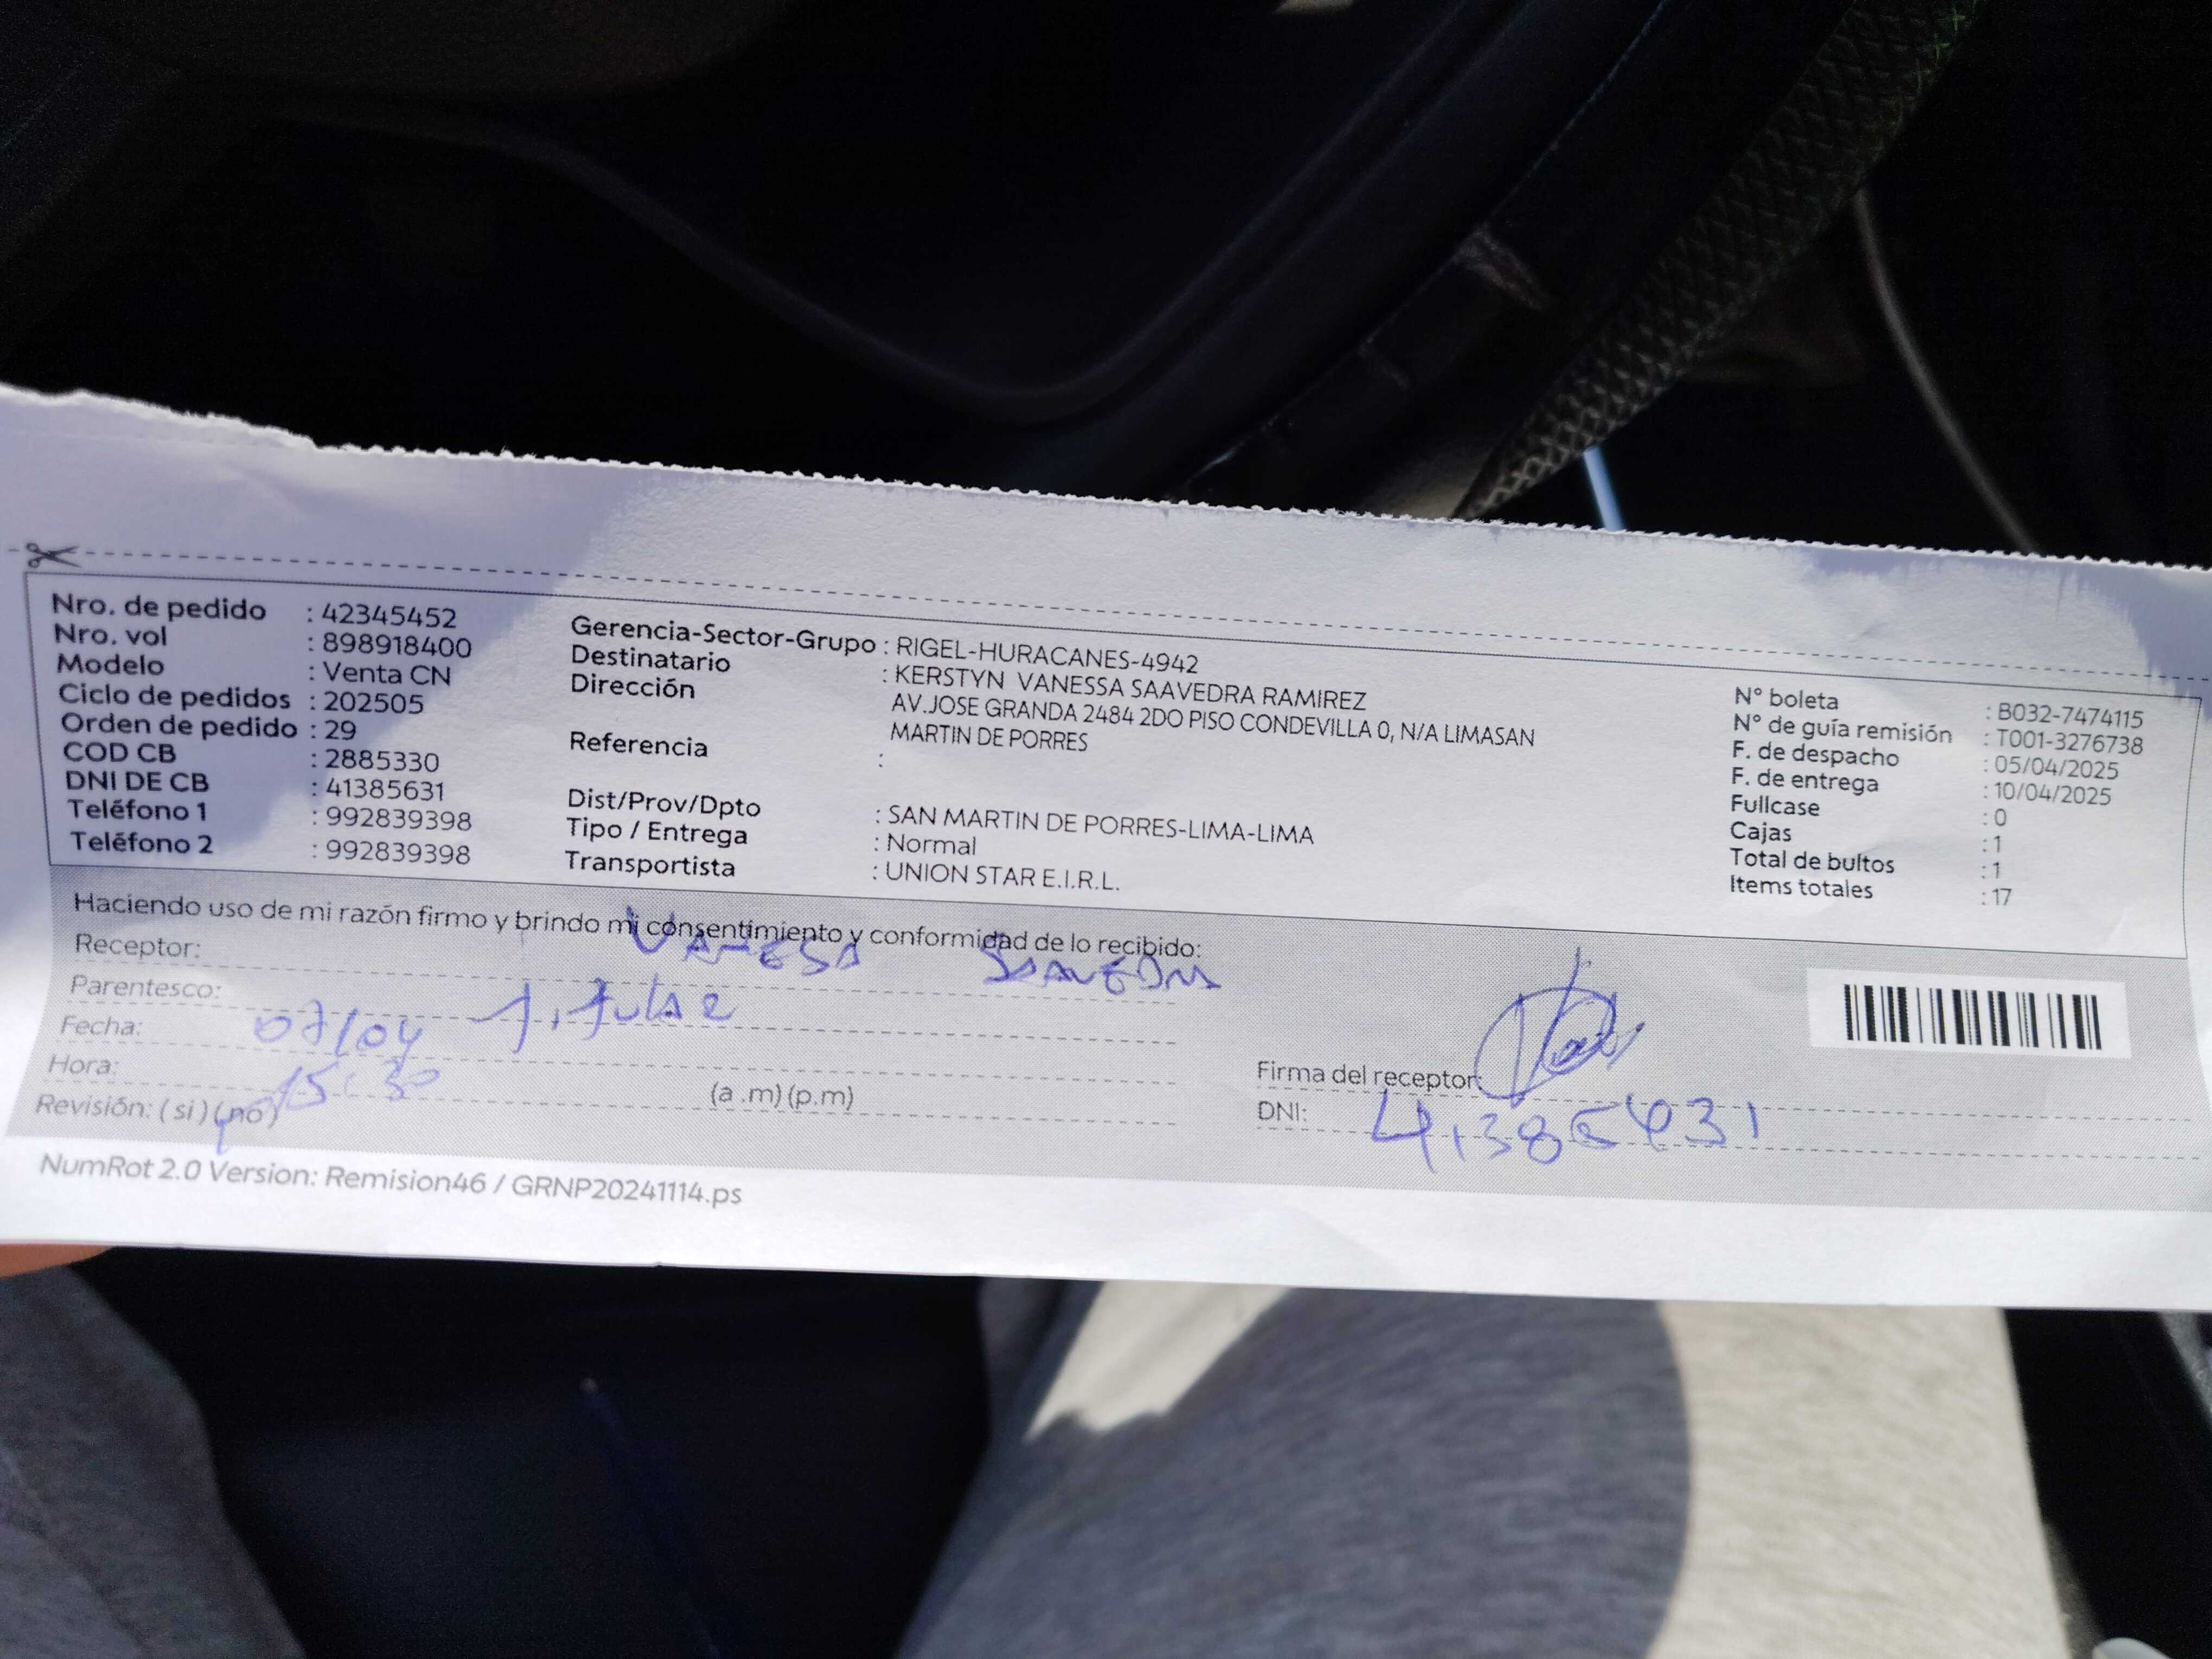 Nro. de pedido : 42345452
Nro. vol : 898918400
Modelo : Venta CN
Ciclo de pedidos : 202505
Orden de pedido : 29
COD CB : 2885330
DNI DE CB : 41385631
Teléfono 1 : 992839398
Teléfono 2 : 992839398
Gerencia-Sector-Grupo : RIGEL-HURACANES-4942
Destinatario : KERSTYN VANESSA SAAVEDRA RAMIREZ
Dirección AV.JOSE GRANDA 2484 2DO PISO CONDEVILLA 0, N/A LIMASAN
MARTIN DE PORRES
Referencia :
Dist/Prov/Dpto : SAN MARTIN DE PORRES-LIMA-LIMA
Tipo / Entrega : Normal
Transportista : UNION STAR E.I.R.L.
N° boleta : B032-7474115
N° de guía remisión : T001-3276738
F. de despacho : 05/04/2025
F. de entrega : 10/04/2025
Fullcase : 0
Cajas : 1
Total de bultos : 1
Items totales : 17
Haciendo uso de mi razón firmo y brindo mi consentimiento y conformidad de lo recibido:
Receptor: VANESSA SAAVEDRA
Parentesco: Titular
Fecha: 07/04
Hora: 15:30 (a .m) (p.m)
Revisión: ( si ) ( no )
Firma del receptor:
DNI: 41385631
NumRot 2.0 Version: Remision46 / GRNP20241114.ps